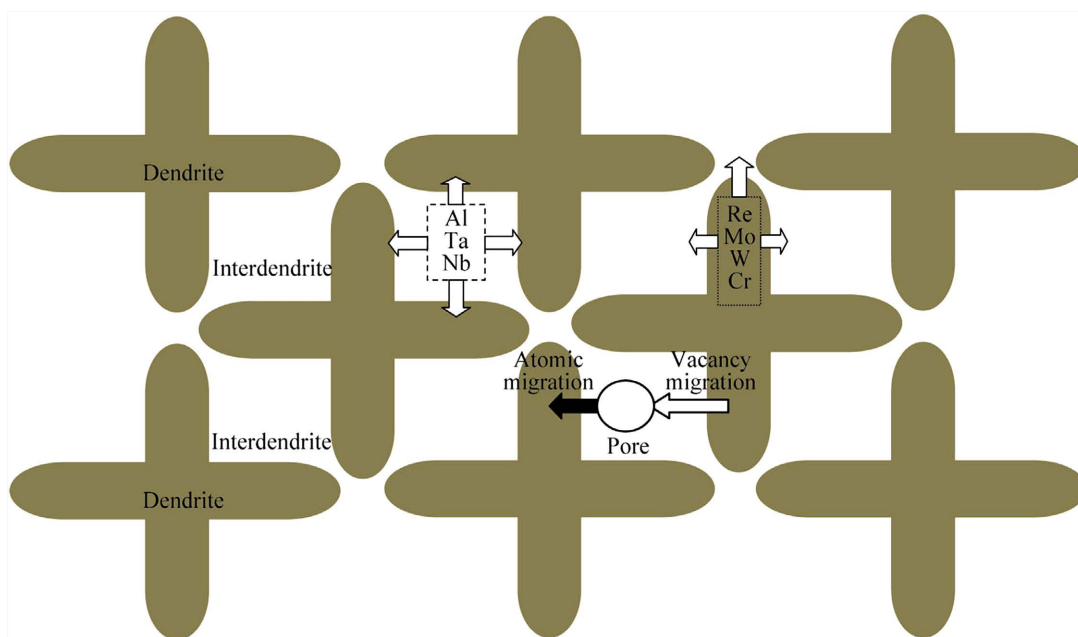 Dendrite
Interdendrite
Al
Ta
Nb
Re
Mo
W
Cr
Atomic
migration
Vacancy
migration
Pore
Interdendrite
Dendrite